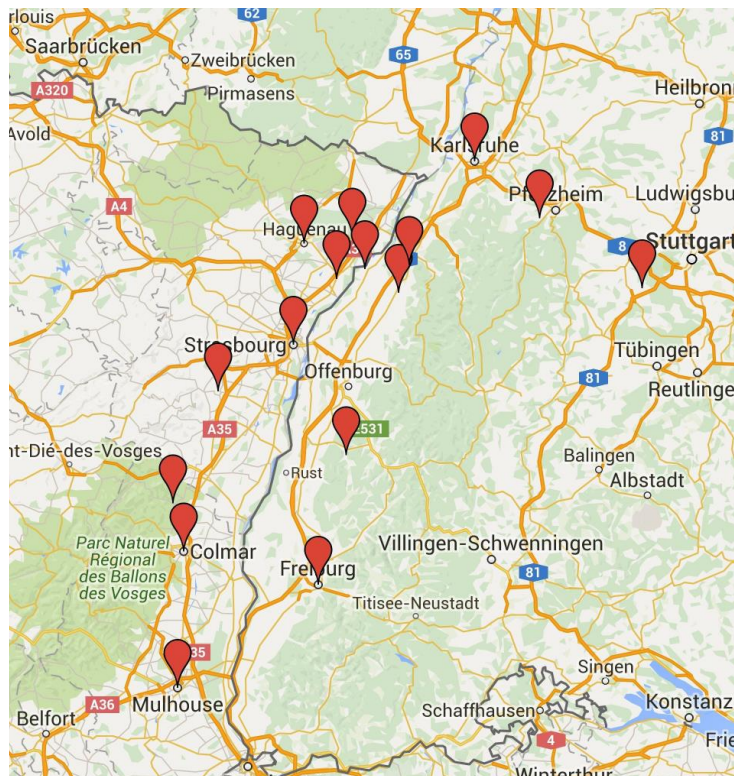 arlouis
62
Saarbrücken
Zweibrücken
65
A320
Pirmasens
Heilbronn
Avold
81
Karlsruhe
A4
Pforzheim
Ludwigsbu
Haguenau
8
Stuttgart
Strasbourg
Tübingen
Offenburg
81
Reutlinge
A35
E531
nt-Dié-des-Vosges
Balingen
Rust
Albstadt
Parc Naturel
Régional
des Ballons
des Vosges
Colmar
Villingen-Schwenningen
Freiburg
81
Titisee-Neustadt
35
Singen
Mulhouse
A36
Schaffhausen
Konstanz
Belfort
4
Frie
Winterthur